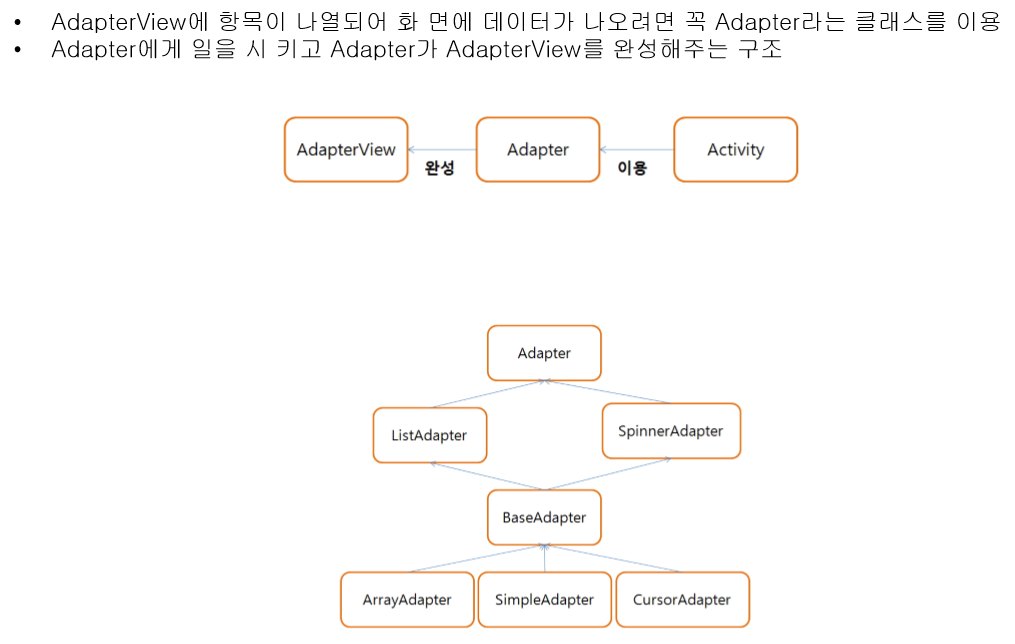 • AdapterView에 항목이 나열되어 화 면에 데이터가 나오려면 꼭 Adapter라는 클래스를 이용
• Adapter에게 일을 시 키고 Adapter가 AdapterView를 완성해주는 구조
AdapterView
완성
Adapter
이용
Activity
Adapter
ListAdapter
SpinnerAdapter
BaseAdapter
ArrayAdapter
SimpleAdapter
CursorAdapter